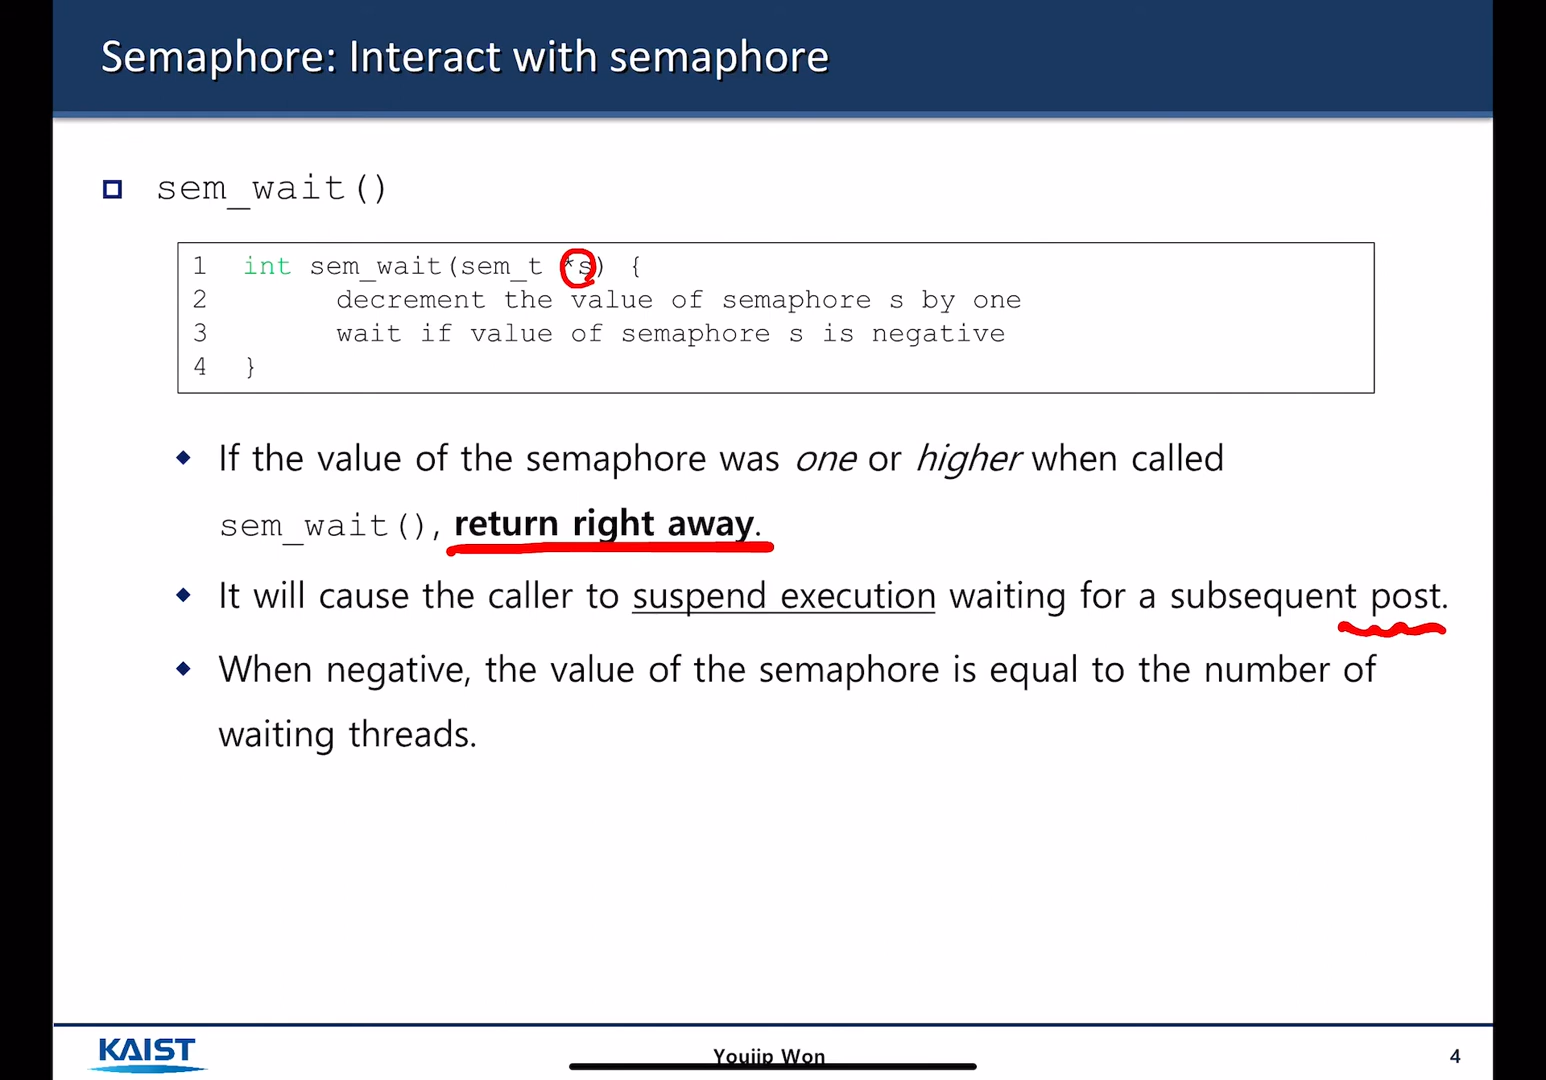 Semaphore: Interact with semaphore
sem_wait()
1 int sem_wait(sem_t *s) {
2 decrement the value of semaphore s by one
3 wait if value of semaphore s is negative
4 }
If the value of the semaphore was one or higher when called
sem_wait(), return right away.
It will cause the caller to suspend execution waiting for a subsequent post.
When negative, the value of the semaphore is equal to the number of
waiting threads.
KAIST
Youjip Won
4